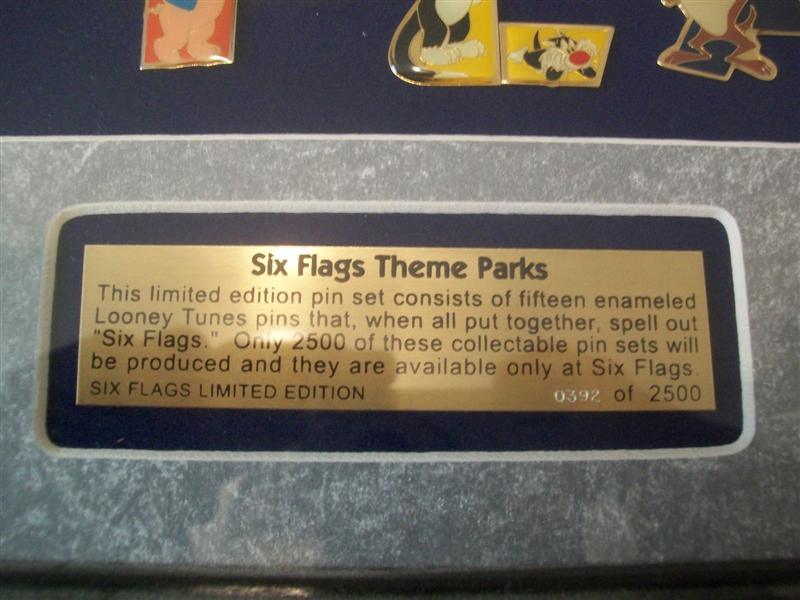 Six Flags Theme Parks
This limited edition pin set consists of fifteen enameled
Looney Tunes pins that, when all put together, spell out
"Six Flags." Only 2500 of these collectable pin sets will
be produced and they are available only at Six Flags.
SIX FLAGS LIMITED EDITION 0392 of 2500